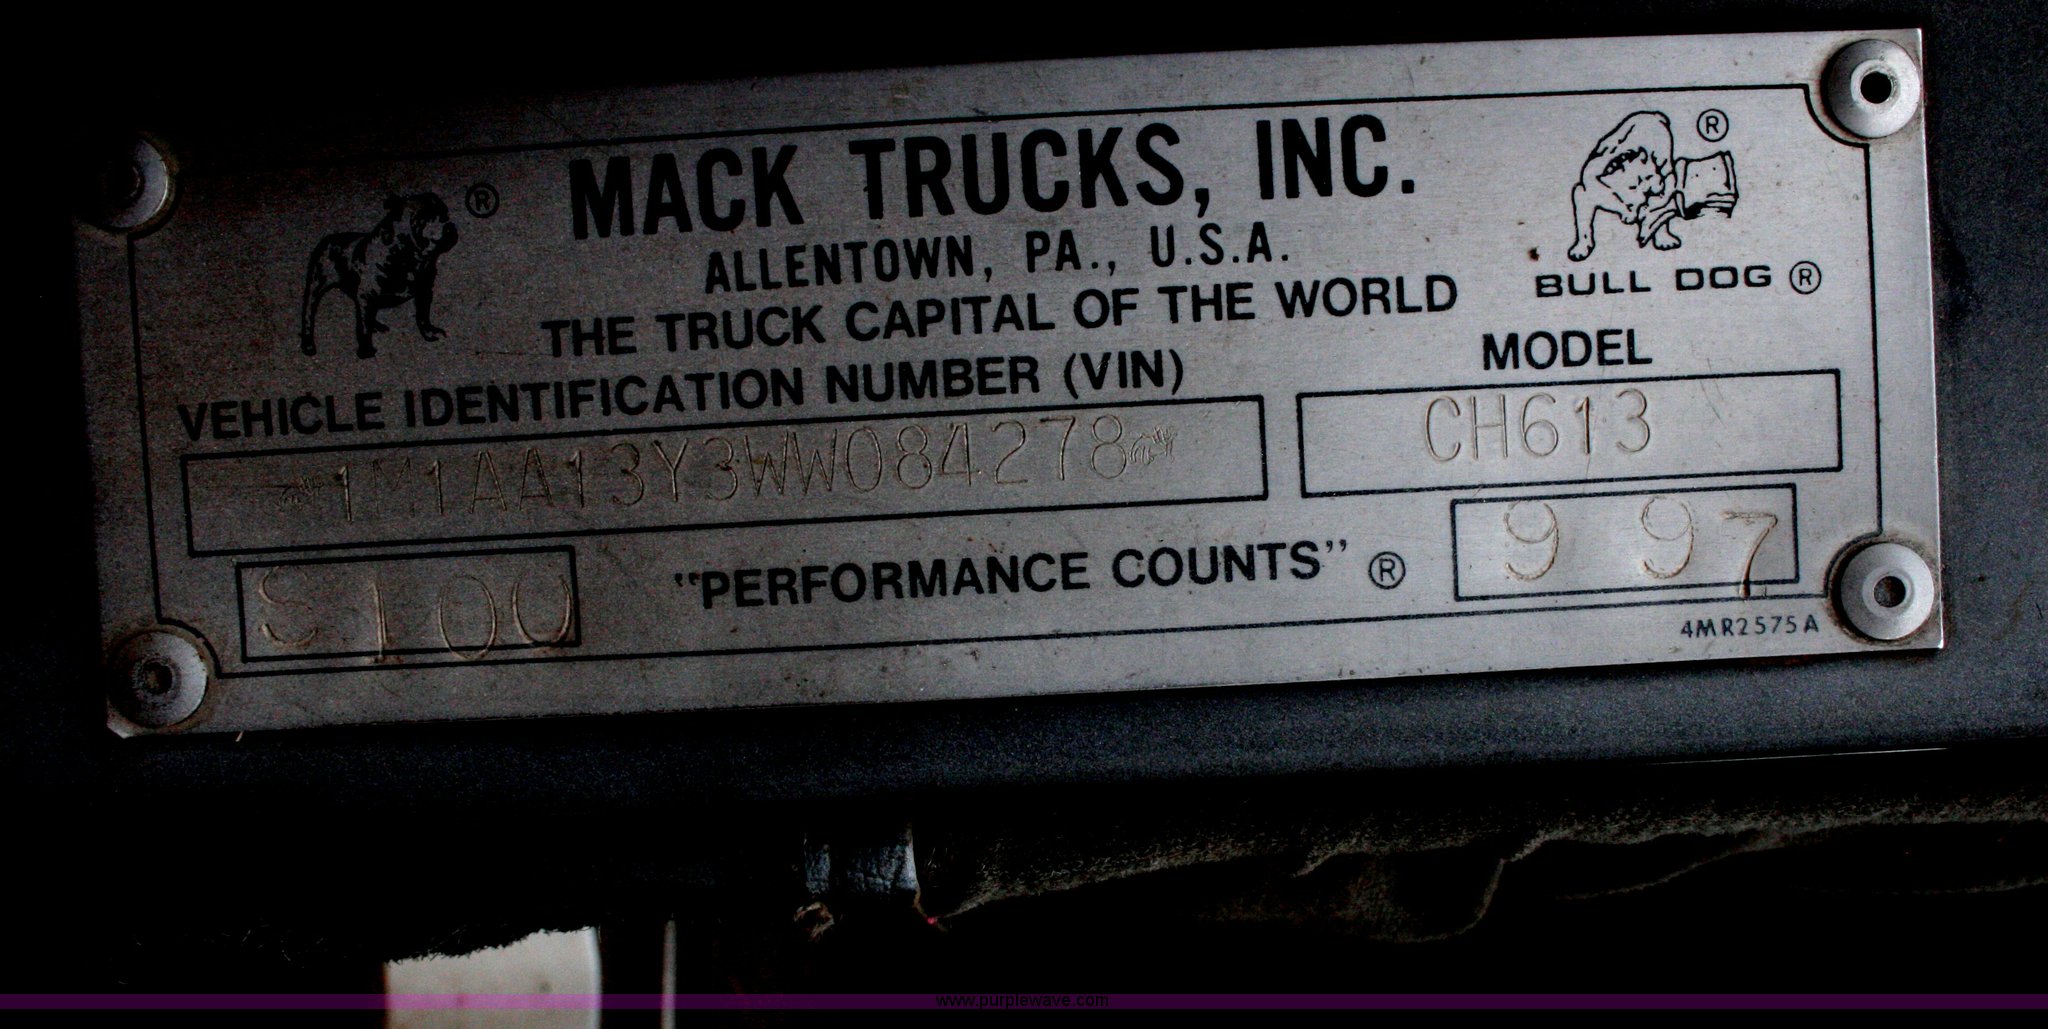 ® MACK TRUCKS, INC. ®
ALLENTOWN, PA., U.S.A.
BULL DOG ®
THE TRUCK CAPITAL OF THE WORLD
VEHICLE IDENTIFICATION NUMBER (VIN)
MODEL
1M1AA13Y3WW084278
CH613
S100
"PERFORMANCE COUNTS" ®
9 97
4MR2575A
www.purplewave.com